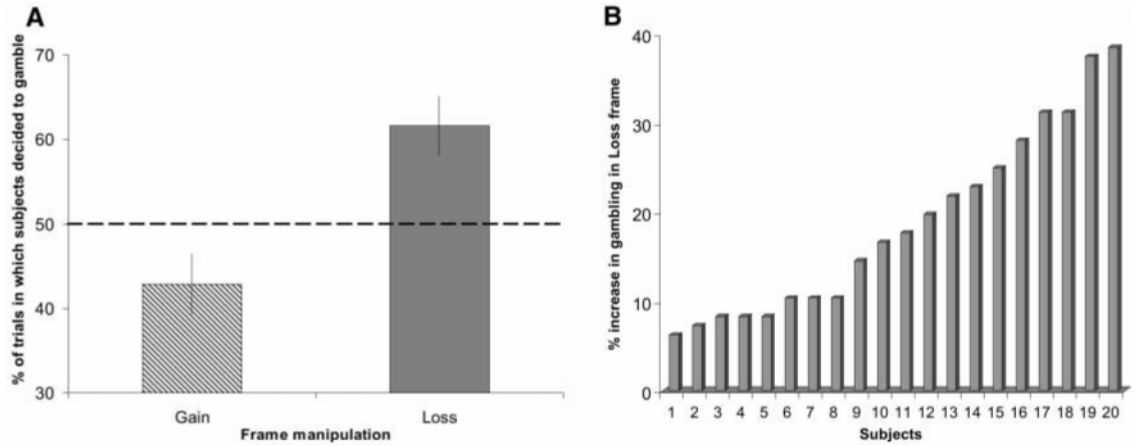 A
% of trials in which subjects decided to gamble
70
60
50
40
30
Gain
Loss
Frame manipulation
B
% increase in gambling in Loss frame
40
30
20
10
0
1 2 3 4 5 6 7 8 9 10 11 12 13 14 15 16 17 18 19 20
Subjects